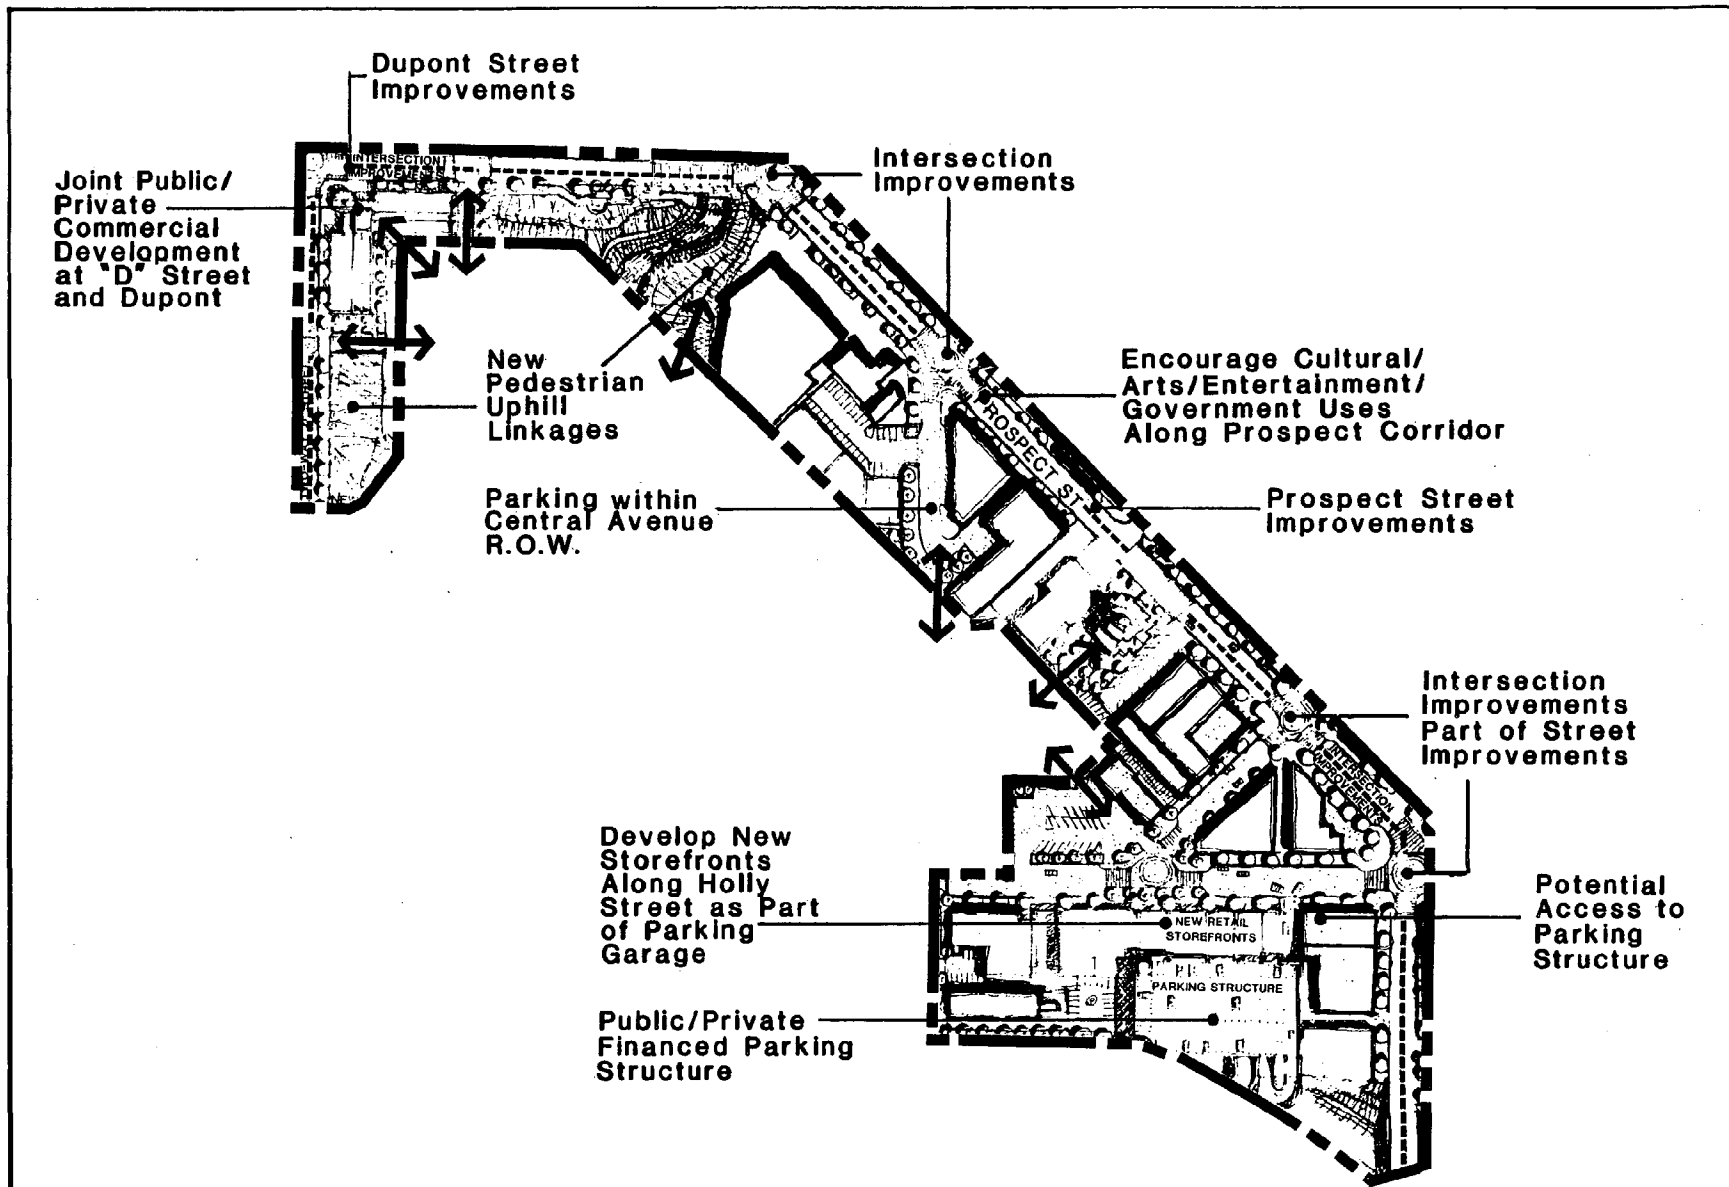 Dupont Street
Improvements
Joint Public/
Private
Commercial
Development
at "D" Street
and Dupont
INTERSECTION
IMPROVEMENTS
Intersection
Improvements
New
Pedestrian
Uphill
Linkages
Encourage Cultural/
Arts/Entertainment/
Government Uses
Along Prospect Corridor
PROSPECT ST
Parking within
Central Avenue
R.O.W.
Prospect Street
Improvements
Intersection
Improvements
Part of Street
Improvements
INTERSECTION
IMPROVEMENTS
Develop New
Storefronts
Along Holly
Street as Part
of Parking
Garage
NEW RETAIL
STOREFRONTS
Potential
Access to
Parking
Structure
PARKING STRUCTURE
Public/Private
Financed Parking
Structure